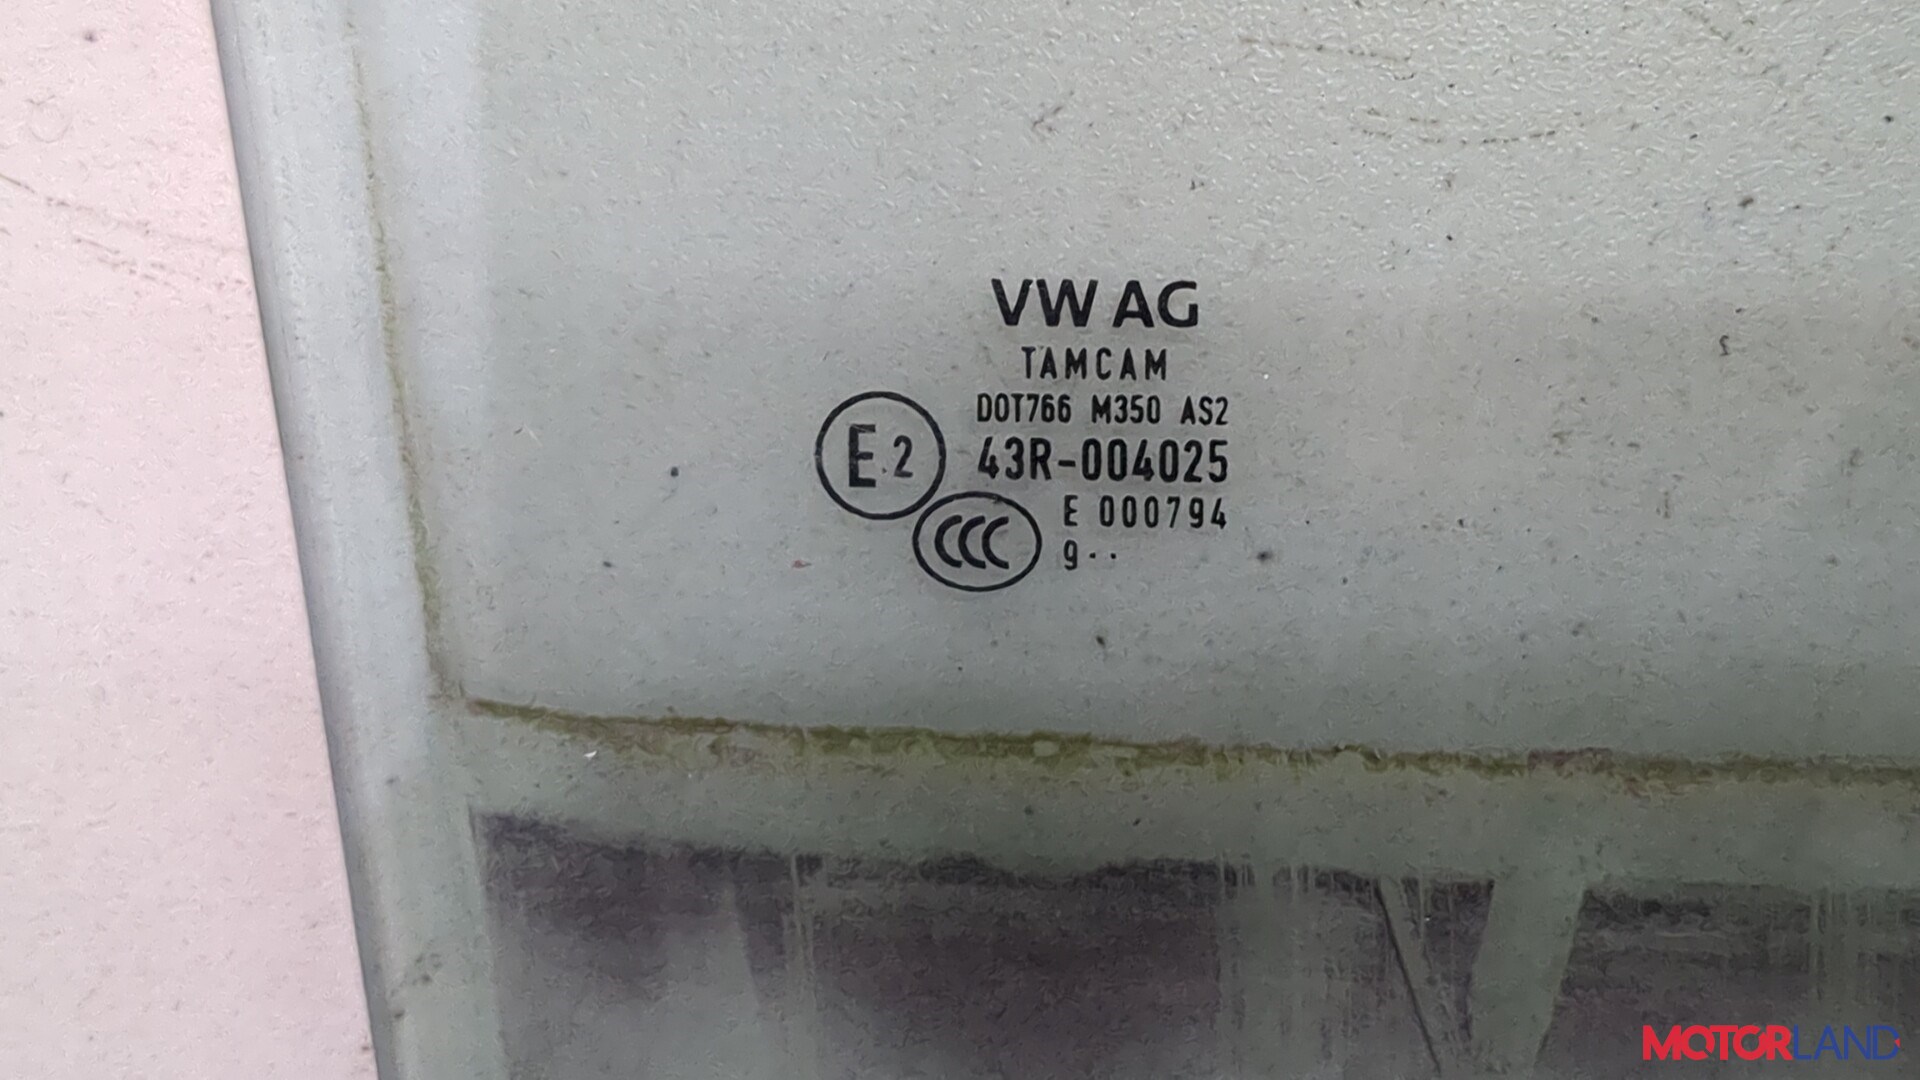 VW AG
TAMCAM
DOT766 M350 AS2
E2 43R-004025
E 000794
CCC 9··
MOTORLAND